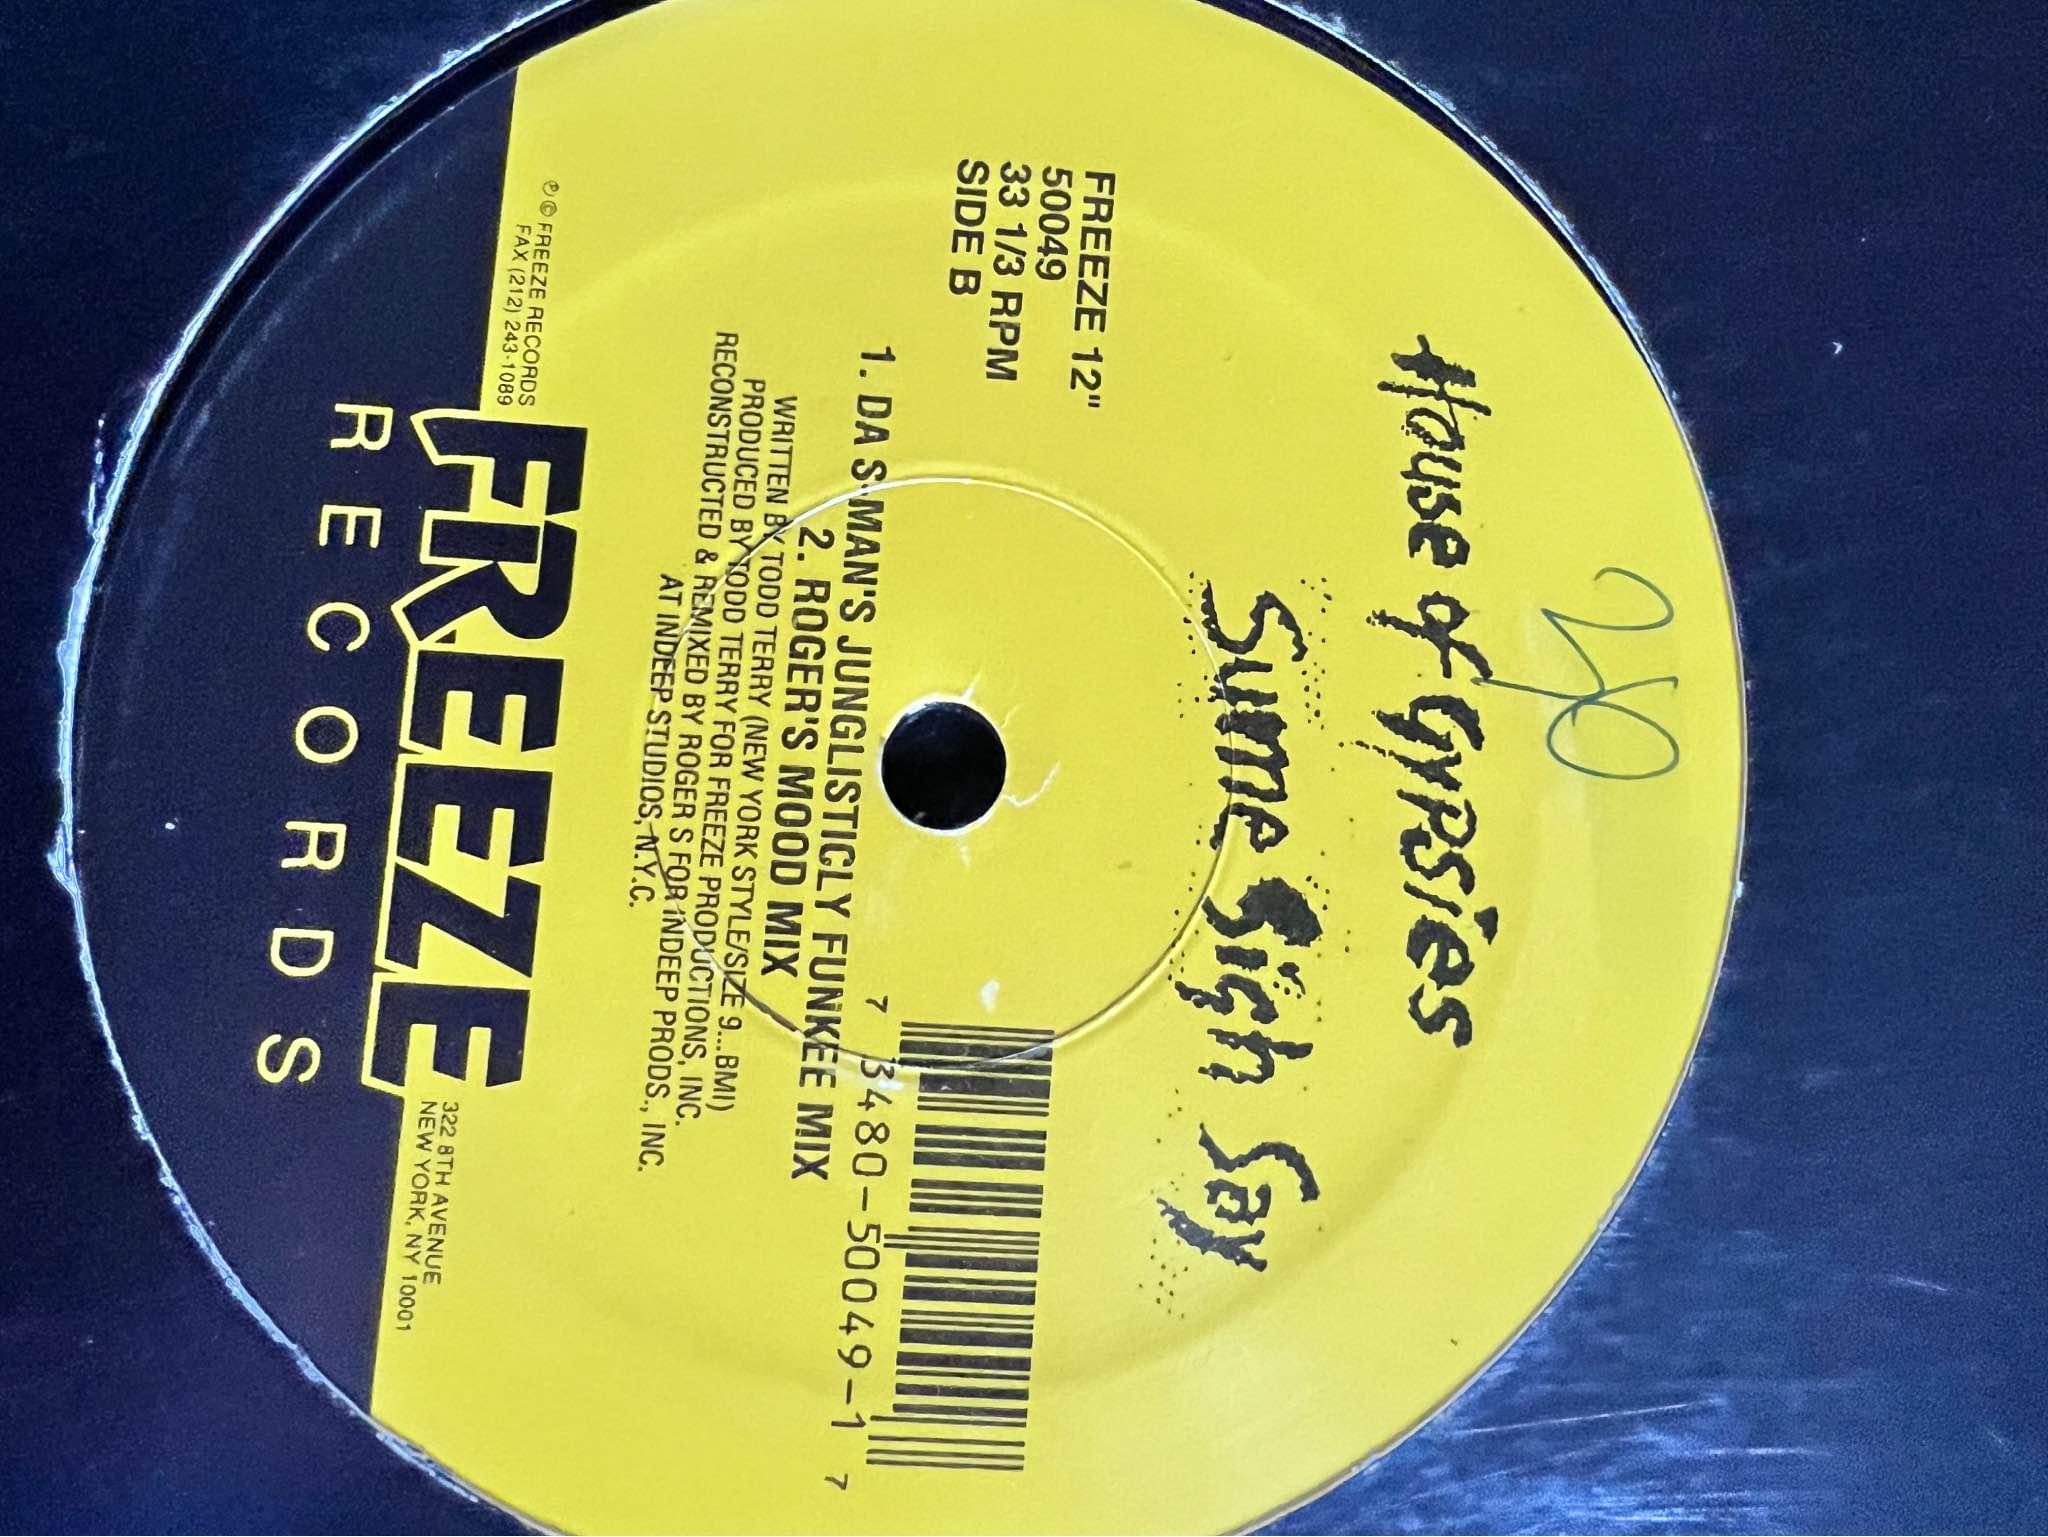 House of Gypsies
Sume Sigh Say
FREEZE 12"
50049
33 1/3 RPM
SIDE B
7 3480-50049-1 7
1. DA S-MAN'S JUNGLISTICLY FUNKEE MIX
2. ROGER'S MOOD MIX
WRITTEN BY TODD TERRY (NEW YORK STYLE/SIZE 9...BMI)
PRODUCED BY TODD TERRY FOR FREEZE PRODUCTIONS, INC.
RECONSTRUCTED & REMIXED BY ROGER S FOR INDEEP PRODS., INC.
AT INDEEP STUDIOS, N.Y.C.
℗ © FREEZE RECORDS
FAX (212) 243-1089
FREEZE
RECORDS
322 8TH AVENUE
NEW YORK, NY 10001